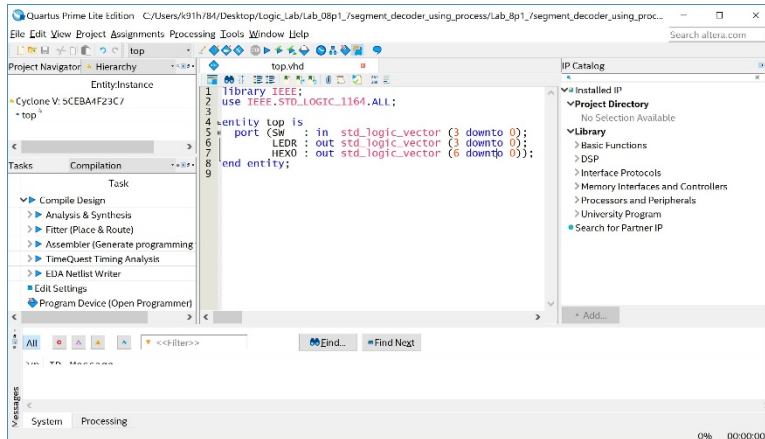 Quartus Prime Lite Edition C:/Users/k91h784/Desktop/Logic_Lab/Lab_08p1_7segment_decoder_using_process/Lab_8p1_7segment_decoder_using_proc...
File Edit View Project Assignments Processing Tools Window Help
Search altera.com
top
Project Navigator Hierarchy
Entity:Instance
Cyclone V: 5CEBA4F23C7
top
Tasks Compilation
Task
Compile Design
Analysis & Synthesis
Fitter (Place & Route)
Assembler (Generate programming
TimeQuest Timing Analysis
EDA Netlist Writer
Edit Settings
Program Device (Open Programmer)
top.vhd
1 library IEEE;
2 use IEEE.STD_LOGIC_1164.ALL;
3
4 entity top is
5 port (SW : in std_logic_vector (3 downto 0);
6 LEDR : out std_logic_vector (3 downto 0);
7 HEX0 : out std_logic_vector (6 downto 0));
8 end entity;
9
IP Catalog
Installed IP
Project Directory
No Selection Available
Library
Basic Functions
DSP
Interface Protocols
Memory Interfaces and Controllers
Processors and Peripherals
University Program
Search for Partner IP
+ Add...
All <<Filter>> Find... Find Next
ID Message
Messages
System Processing
0% 00:00:00